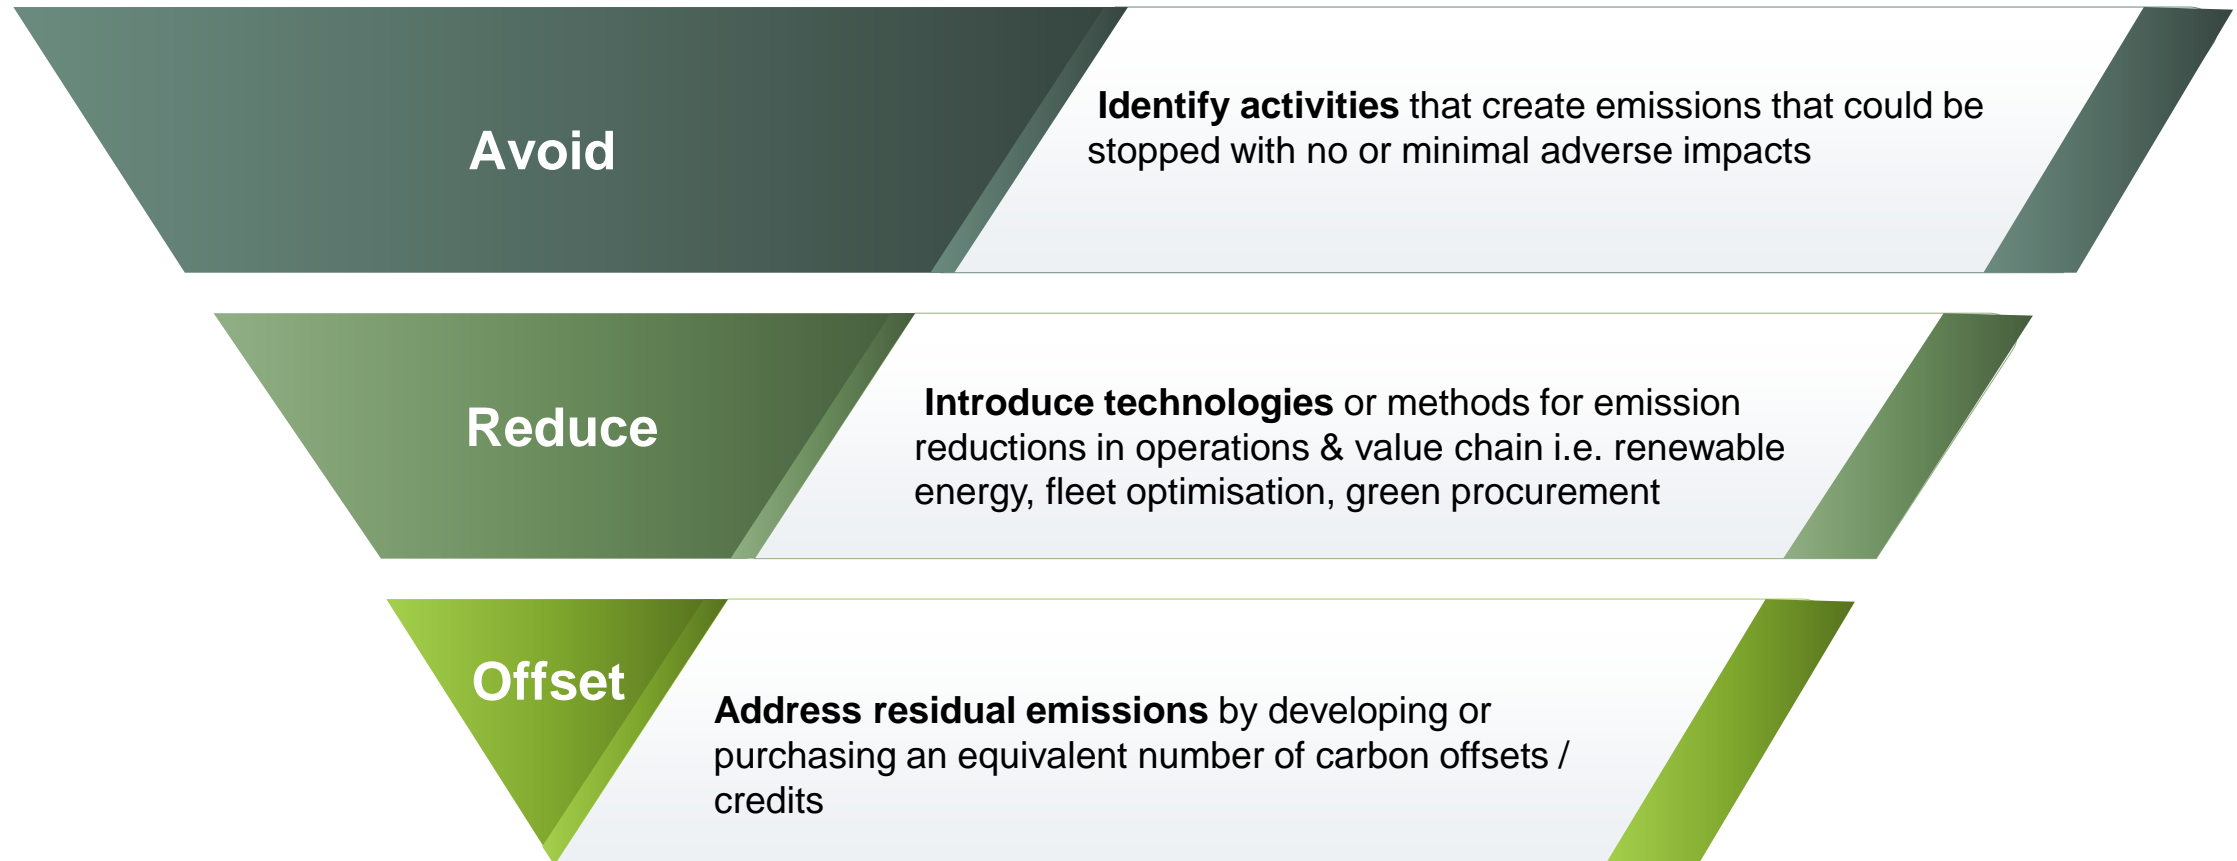 Avoid
Identify activities that create emissions that could be
stopped with no or minimal adverse impacts
Reduce
Introduce technologies or methods for emission
reductions in operations & value chain i.e. renewable
energy, fleet optimisation, green procurement
Offset
Address residual emissions by developing or
purchasing an equivalent number of carbon offsets /
credits